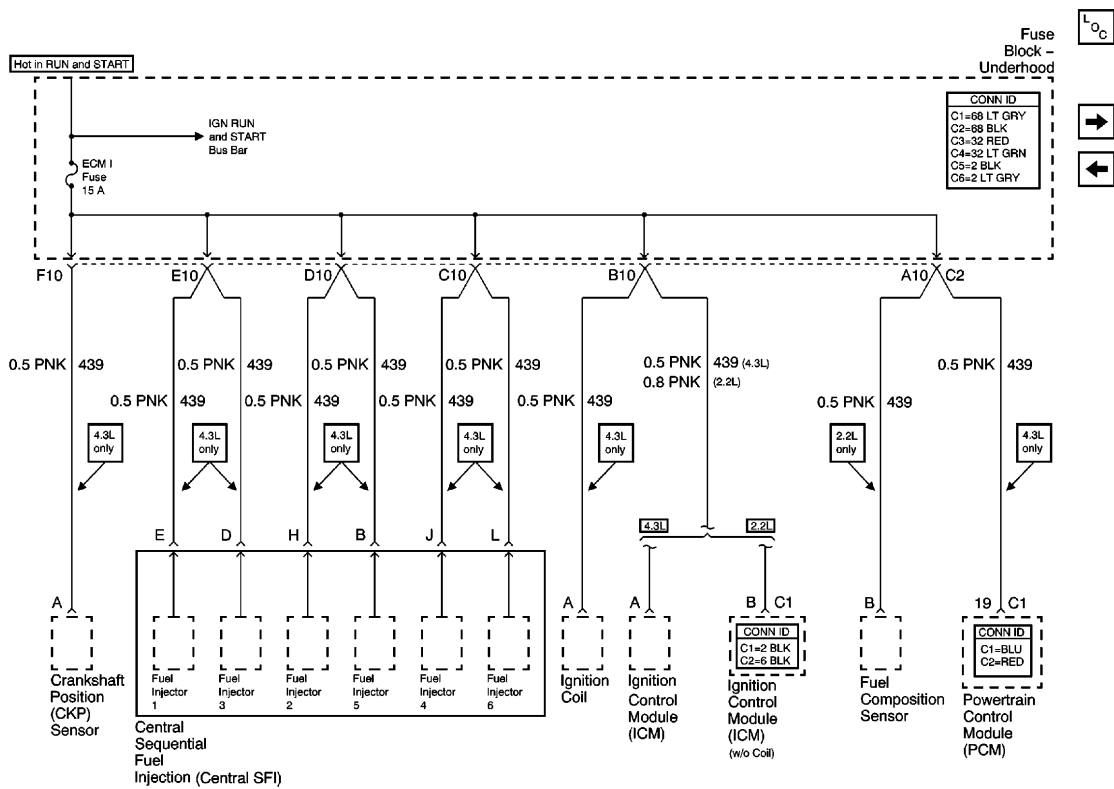 L O C
Fuse
Block –
Underhood
Hot in RUN and START
IGN RUN
and START
Bus Bar
ECM I
Fuse
15 A
CONN ID
C1=68 LT GRY
C2=68 BLK
C3=32 RED
C4=32 LT GRN
C5=2 BLK
C6=2 LT GRY
F10 E10 D10 C10 B10 A10 C2
0.5 PNK 439 0.5 PNK 439 0.5 PNK 439 0.5 PNK 439 0.5 PNK 439 (4.3L) 0.5 PNK 439
0.8 PNK (2.2L)
0.5 PNK 439 0.5 PNK 439 0.5 PNK 439 0.5 PNK 439 0.5 PNK 439
4.3L only 4.3L only 4.3L only 4.3L only 4.3L only 2.2L only 4.3L only
4.3L 2.2L
E D H B J L
A A A B C1 B 19 C1
CONN ID
C1=2 BLK
C2=6 BLK
CONN ID
C1=BLU
C2=RED
Crankshaft
Position
(CKP)
Sensor
Fuel
Injector
1
Fuel
Injector
3
Fuel
Injector
2
Fuel
Injector
5
Fuel
Injector
4
Fuel
Injector
6
Central
Sequential
Fuel
Injection (Central SFI)
Ignition
Coil
Ignition
Control
Module
(ICM)
Ignition
Control
Module
(ICM)
(w/o Coil)
Fuel
Composition
Sensor
Powertrain
Control
Module
(PCM)